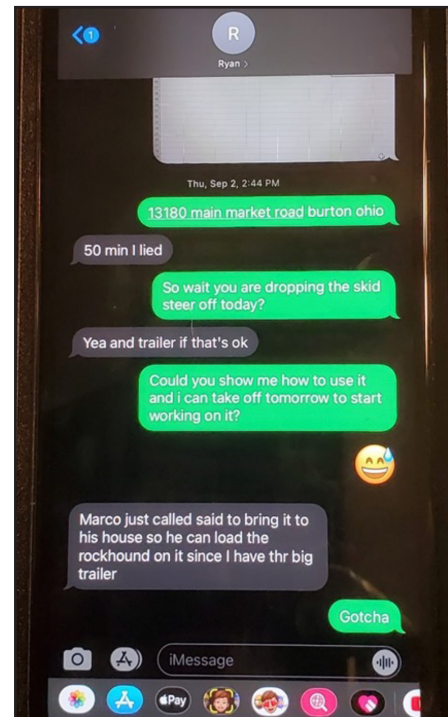 1
R
Ryan >
Thu, Sep 2, 2:44 PM
13180 main market road burton ohio
50 min I lied
So wait you are dropping the skid
steer off today?
Yea and trailer if that's ok
Could you show me how to use it
and i can take off tomorrow to start
working on it?
Marco just called said to bring it to
his house so he can load the
rockhound on it since I have thr big
trailer
Gotcha
iMessage
Pay